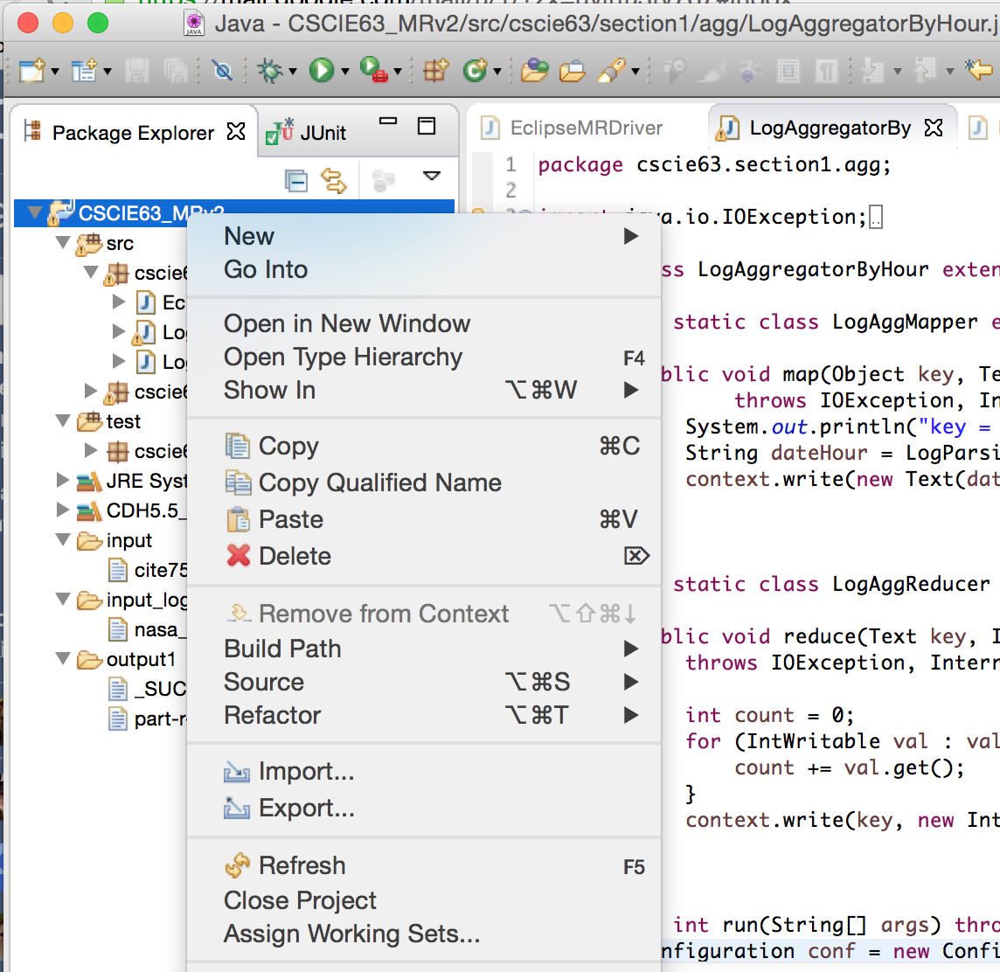 Java - CSCIE63_MRv2/src/cscie63/section1/agg/LogAggregatorByHour.j
Package Explorer
JUnit
EclipseMRDriver
LogAggregatorBy
CSCIE63_MRv2
src
cscie6
Ec
Lo
Lo
cscie6
test
cscie6
JRE Syst
CDH5.5_
input
cite75
input_log
nasa_
output1
_SUC
part-r
New
Go Into
Open in New Window
Open Type Hierarchy F4
Show In ⌥⌘W
Copy ⌘C
Copy Qualified Name
Paste ⌘V
Delete ⌦
Remove from Context ⌥⇧⌘↓
Build Path
Source ⌥⌘S
Refactor ⌥⌘T
Import...
Export...
Refresh F5
Close Project
Assign Working Sets...
1 package cscie63.section1.agg;
2
import java.io.IOException;
ss LogAggregatorByHour exten
static class LogAggMapper e
blic void map(Object key, Te
throws IOException, In
System.out.println("key =
String dateHour = LogParsi
context.write(new Text(dat
static class LogAggReducer
blic void reduce(Text key, I
throws IOException, Interr
int count = 0;
for (IntWritable val : val
count += val.get();
}
context.write(key, new Int
int run(String[] args) thro
nfiguration conf = new Confi